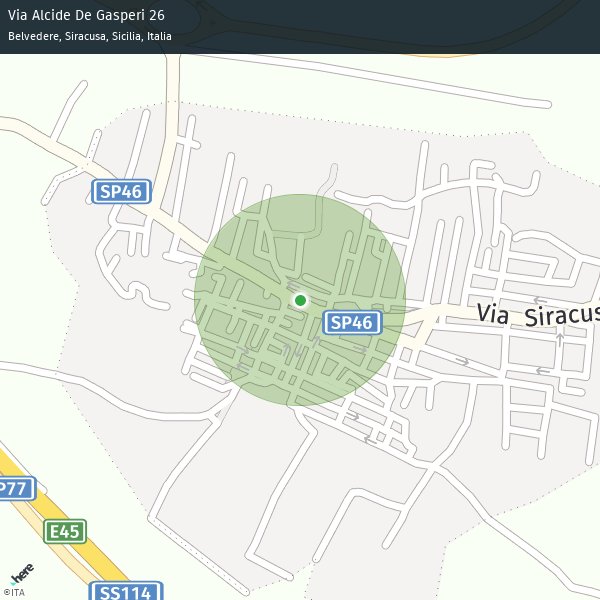 Via Alcide De Gasperi 26
Belvedere, Siracusa, Sicilia, Italia
SP46
Via Siracus
SP46
P77
E45
SS114
here
©ITA